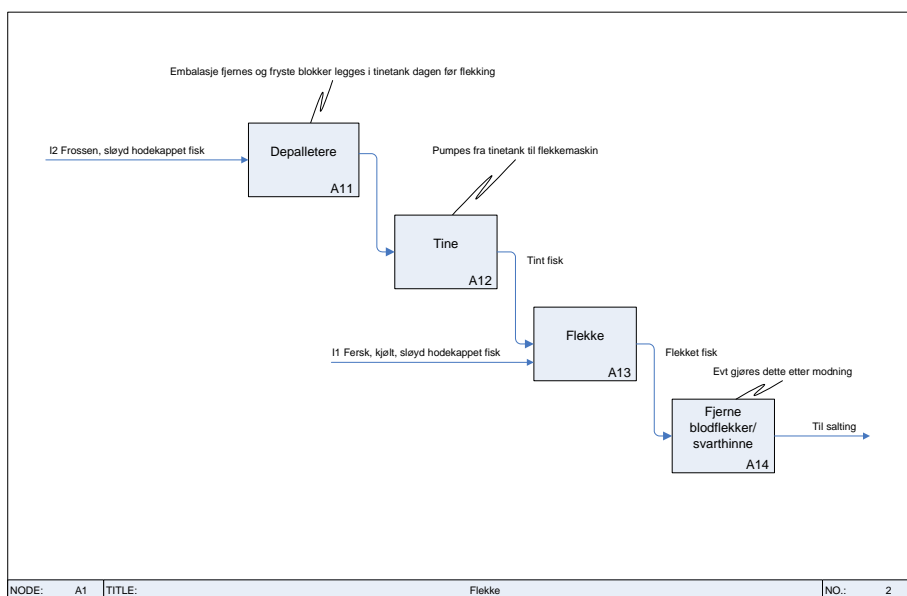 Embalasje fjernes og fryste blokker legges i tinetank dagen før flekking
I2 Frossen, sløyd hodekappet fisk
Depalletere
A11
Pumpes fra tinetank til flekkemaskin
Tine
A12
Tint fisk
I1 Fersk, kjølt, sløyd hodekappet fisk
Flekke
A13
Flekket fisk
Evt gjøres dette etter modning
Fjerne
blodflekker/
svarthinne
A14
Til salting
NODE: A1 TITLE: Flekke NO.: 2